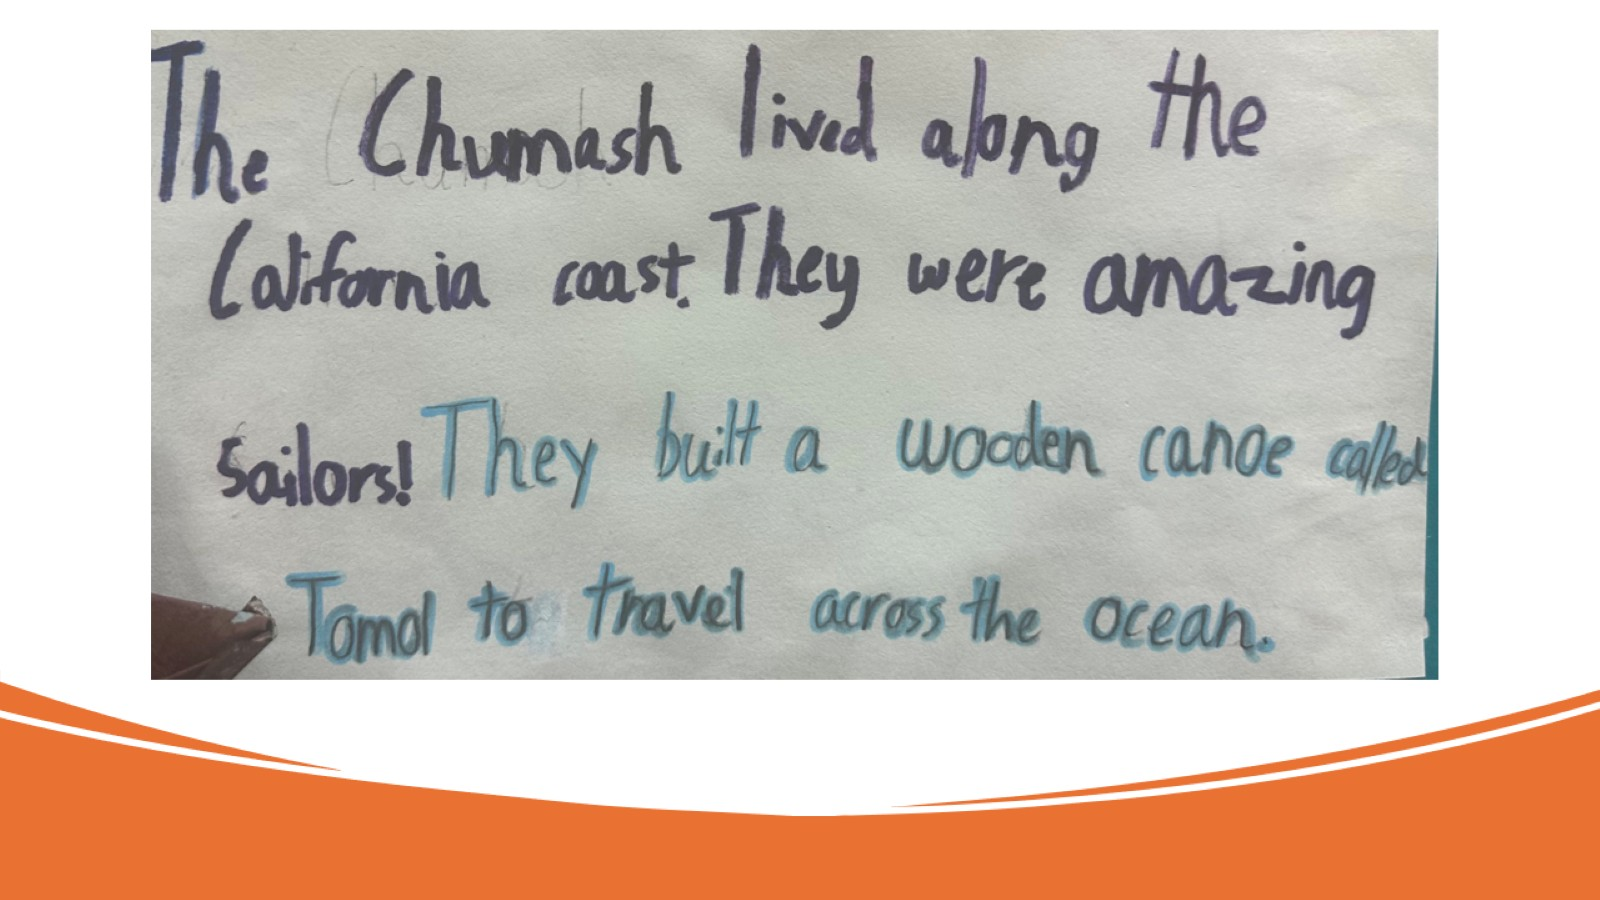 The Chumash lived along the
California coast. They were amazing
sailors! They built a wooden canoe called
Tomol to travel across the ocean.